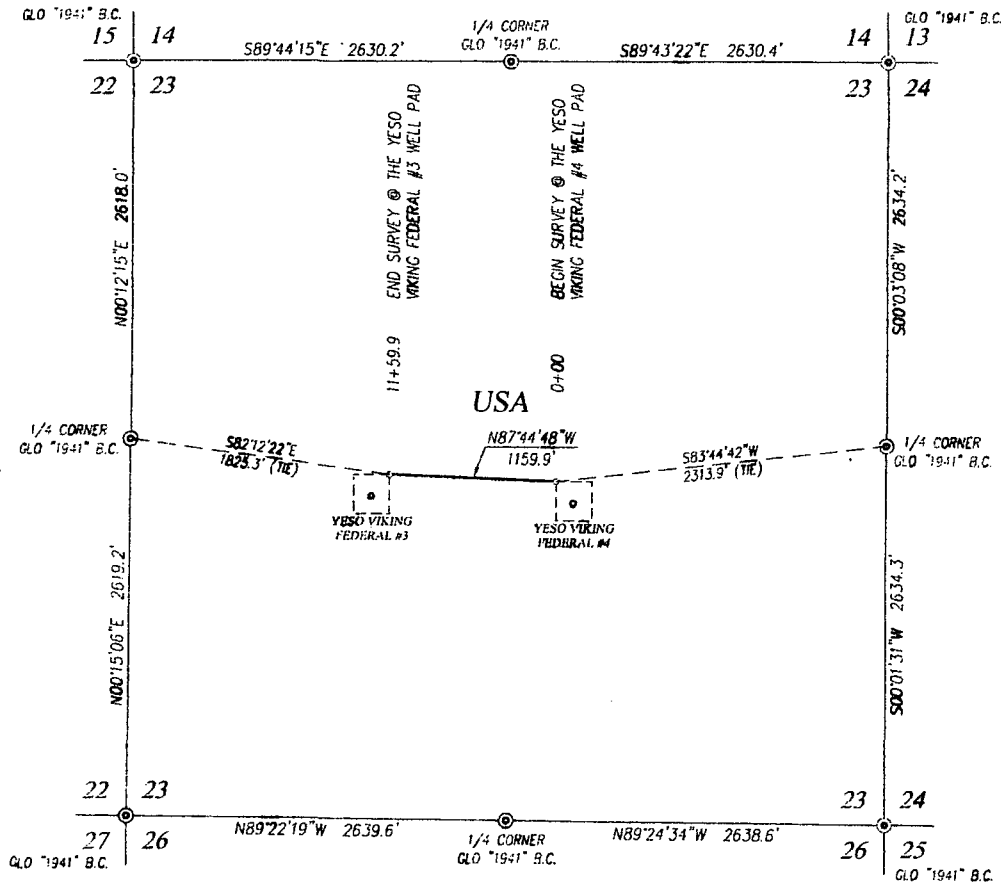 GLO "1941" B.C.
15 14
22 23
S89°44'15"E 2630.2'
1/4 CORNER
GLO "1941" B.C.
S89°43'22"E 2630.4'
GLO "1941" B.C.
14 13
23 24
N00°12'15"E 2618.0'
11+59.9 END SURVEY @ THE YESO
VIKING FEDERAL #3 WELL PAD
0+00 BEGIN SURVEY @ THE YESO
VIKING FEDERAL #4 WELL PAD
S00°03'08"W 2634.2'
USA
1/4 CORNER
GLO "1941" B.C.
S82°12'22"E
1825.3' (TIE)
N87°44'48"W
1159.9'
S83°44'42"W
2313.9' (TIE)
1/4 CORNER
GLO "1941" B.C.
YESO VIKING
FEDERAL #3
YESO VIKING
FEDERAL #4
N00°15'06"E 2619.2'
S00°01'31"W 2634.3'
22 23
27 26
GLO "1941" B.C.
N89°22'19"W 2639.6'
1/4 CORNER
GLO "1941" B.C.
N89°24'34"W 2638.6'
23 24
26 25
GLO "1941" B.C.